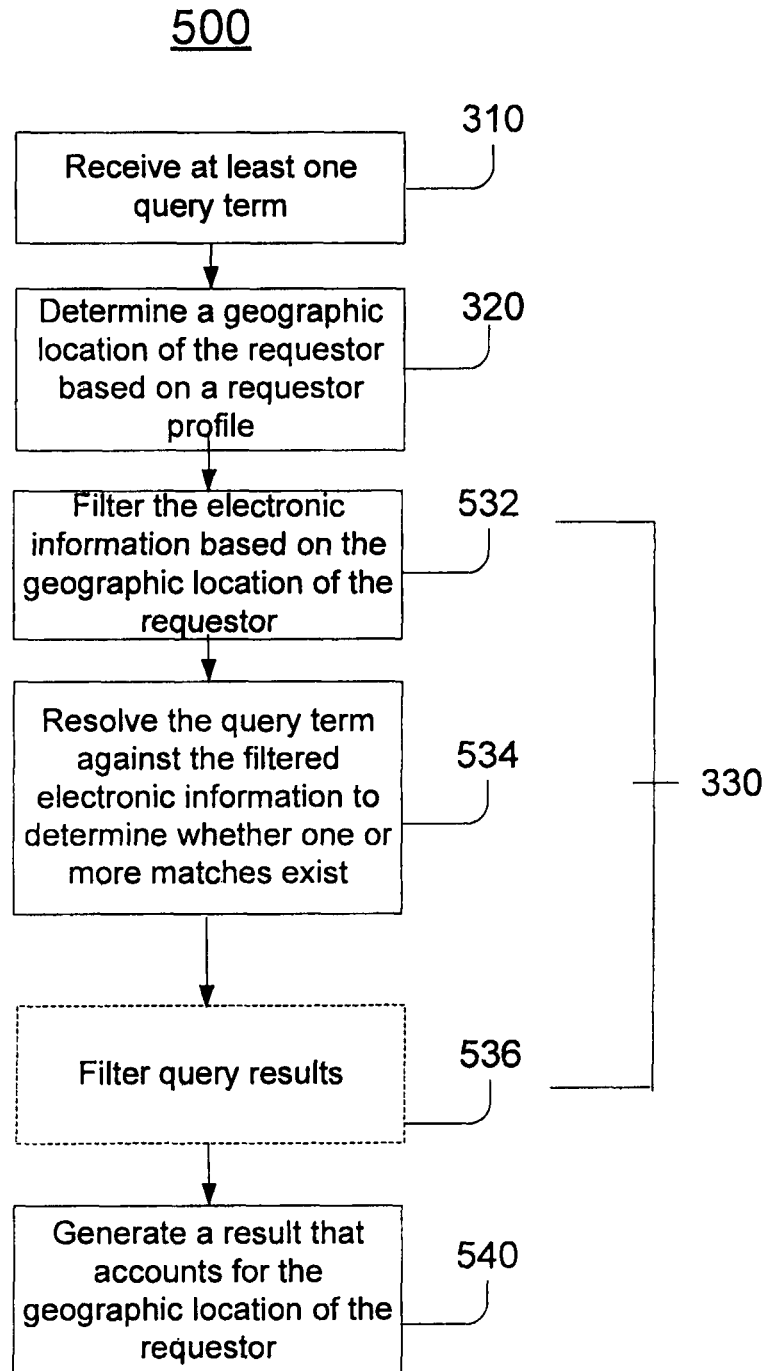 500
310
Receive at least one
query term
320
Determine a geographic
location of the requestor
based on a requestor
profile
532
Filter the electronic
information based on the
geographic location of the
requestor
534
Resolve the query term
against the filtered
electronic information to
determine whether one or
more matches exist
330
536
Filter query results
540
Generate a result that
accounts for the
geographic location of the
requestor